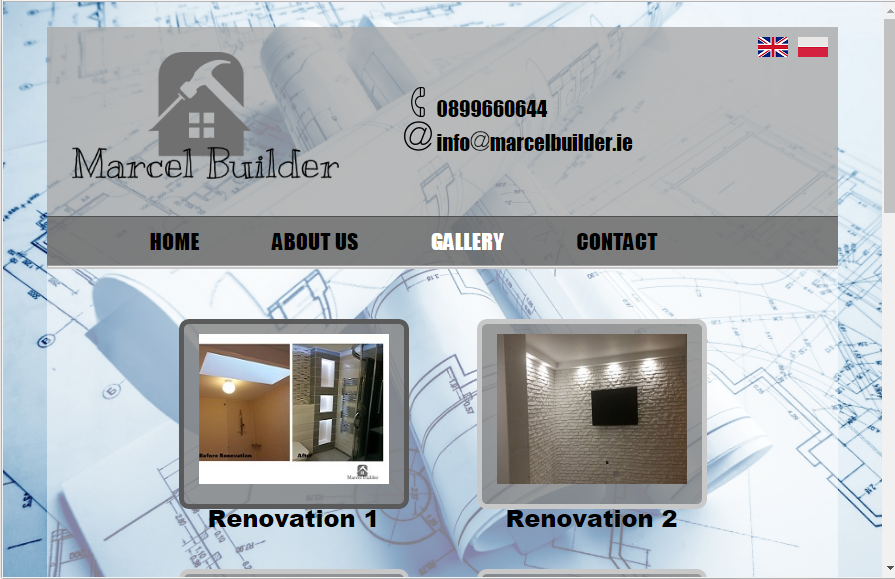 Marcel Builder
0899660644
@ info@marcelbuilder.ie
HOME ABOUT US GALLERY CONTACT
Before Renovation After
Marcel Builder
Renovation 1 Renovation 2